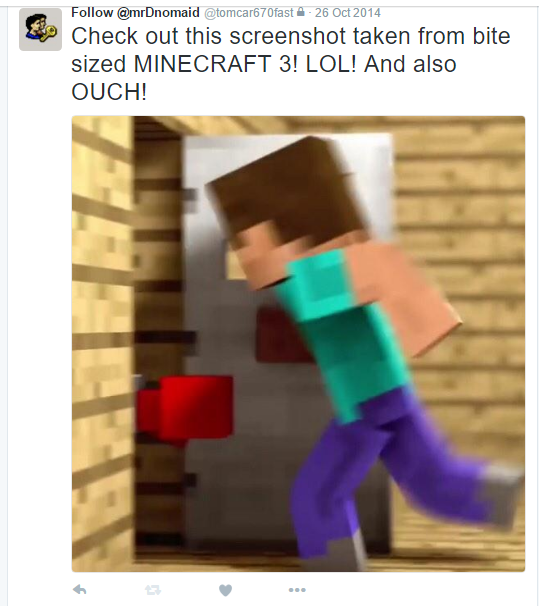 Follow @mrDnomaid @tomcar670fast · 26 Oct 2014
Check out this screenshot taken from bite
sized MINECRAFT 3! LOL! And also
OUCH!